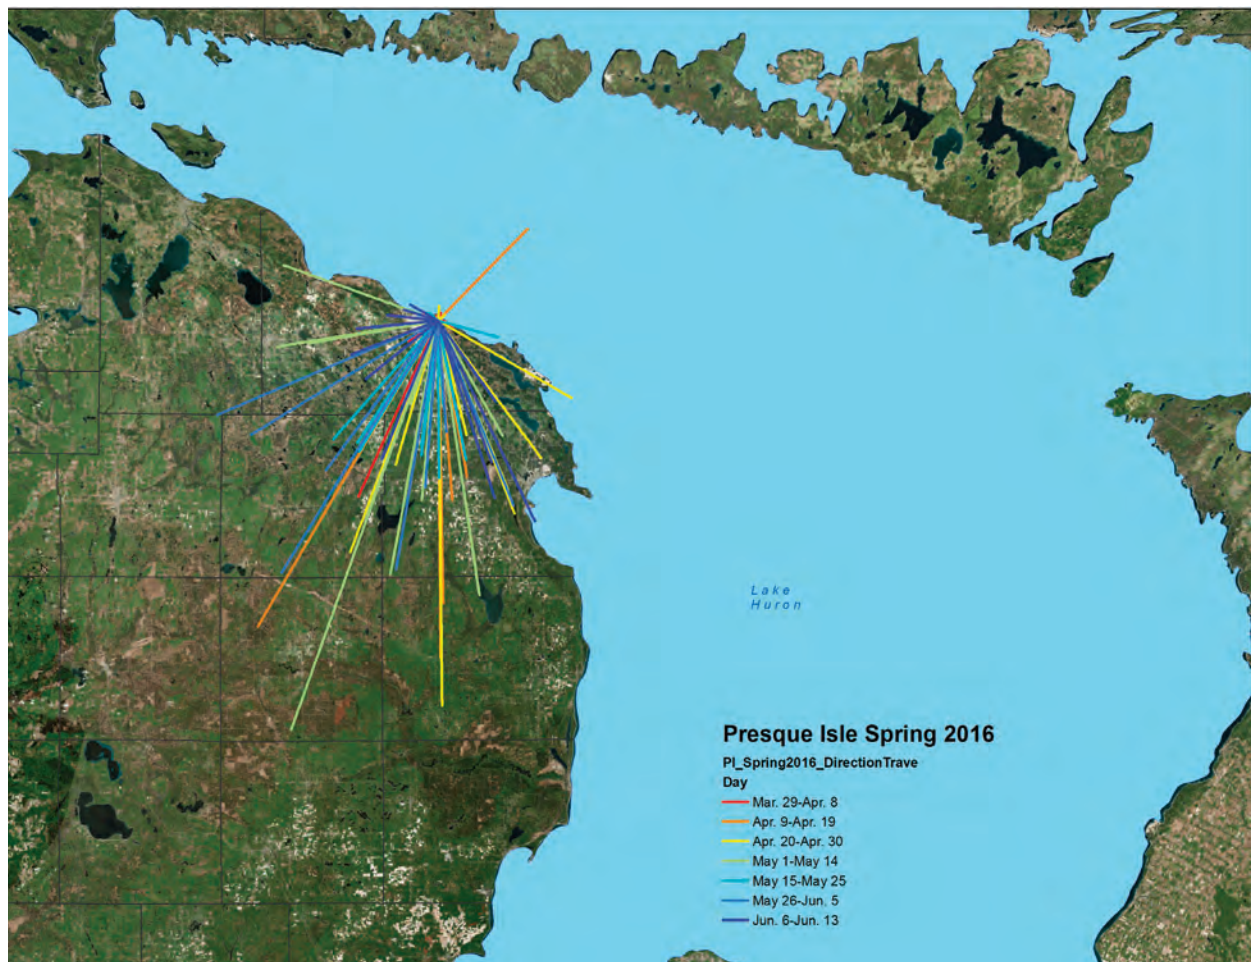 Lake
Huron
Presque Isle Spring 2016
PI_Spring2016_DirectionTrave
Day
Mar. 29-Apr. 8
Apr. 9-Apr. 19
Apr. 20-Apr. 30
May 1-May 14
May 15-May 25
May 26-Jun. 5
Jun. 6-Jun. 13